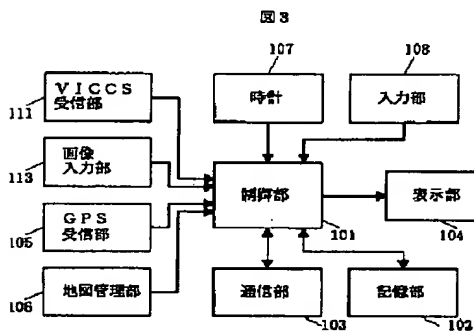 図3
107
108
VICCS
受信部
時計
入力部
111
画像
入力部
制御部
表示部
113
GPS
受信部
101
104
105
地図管理部
通信部
記憶部
106
103
102